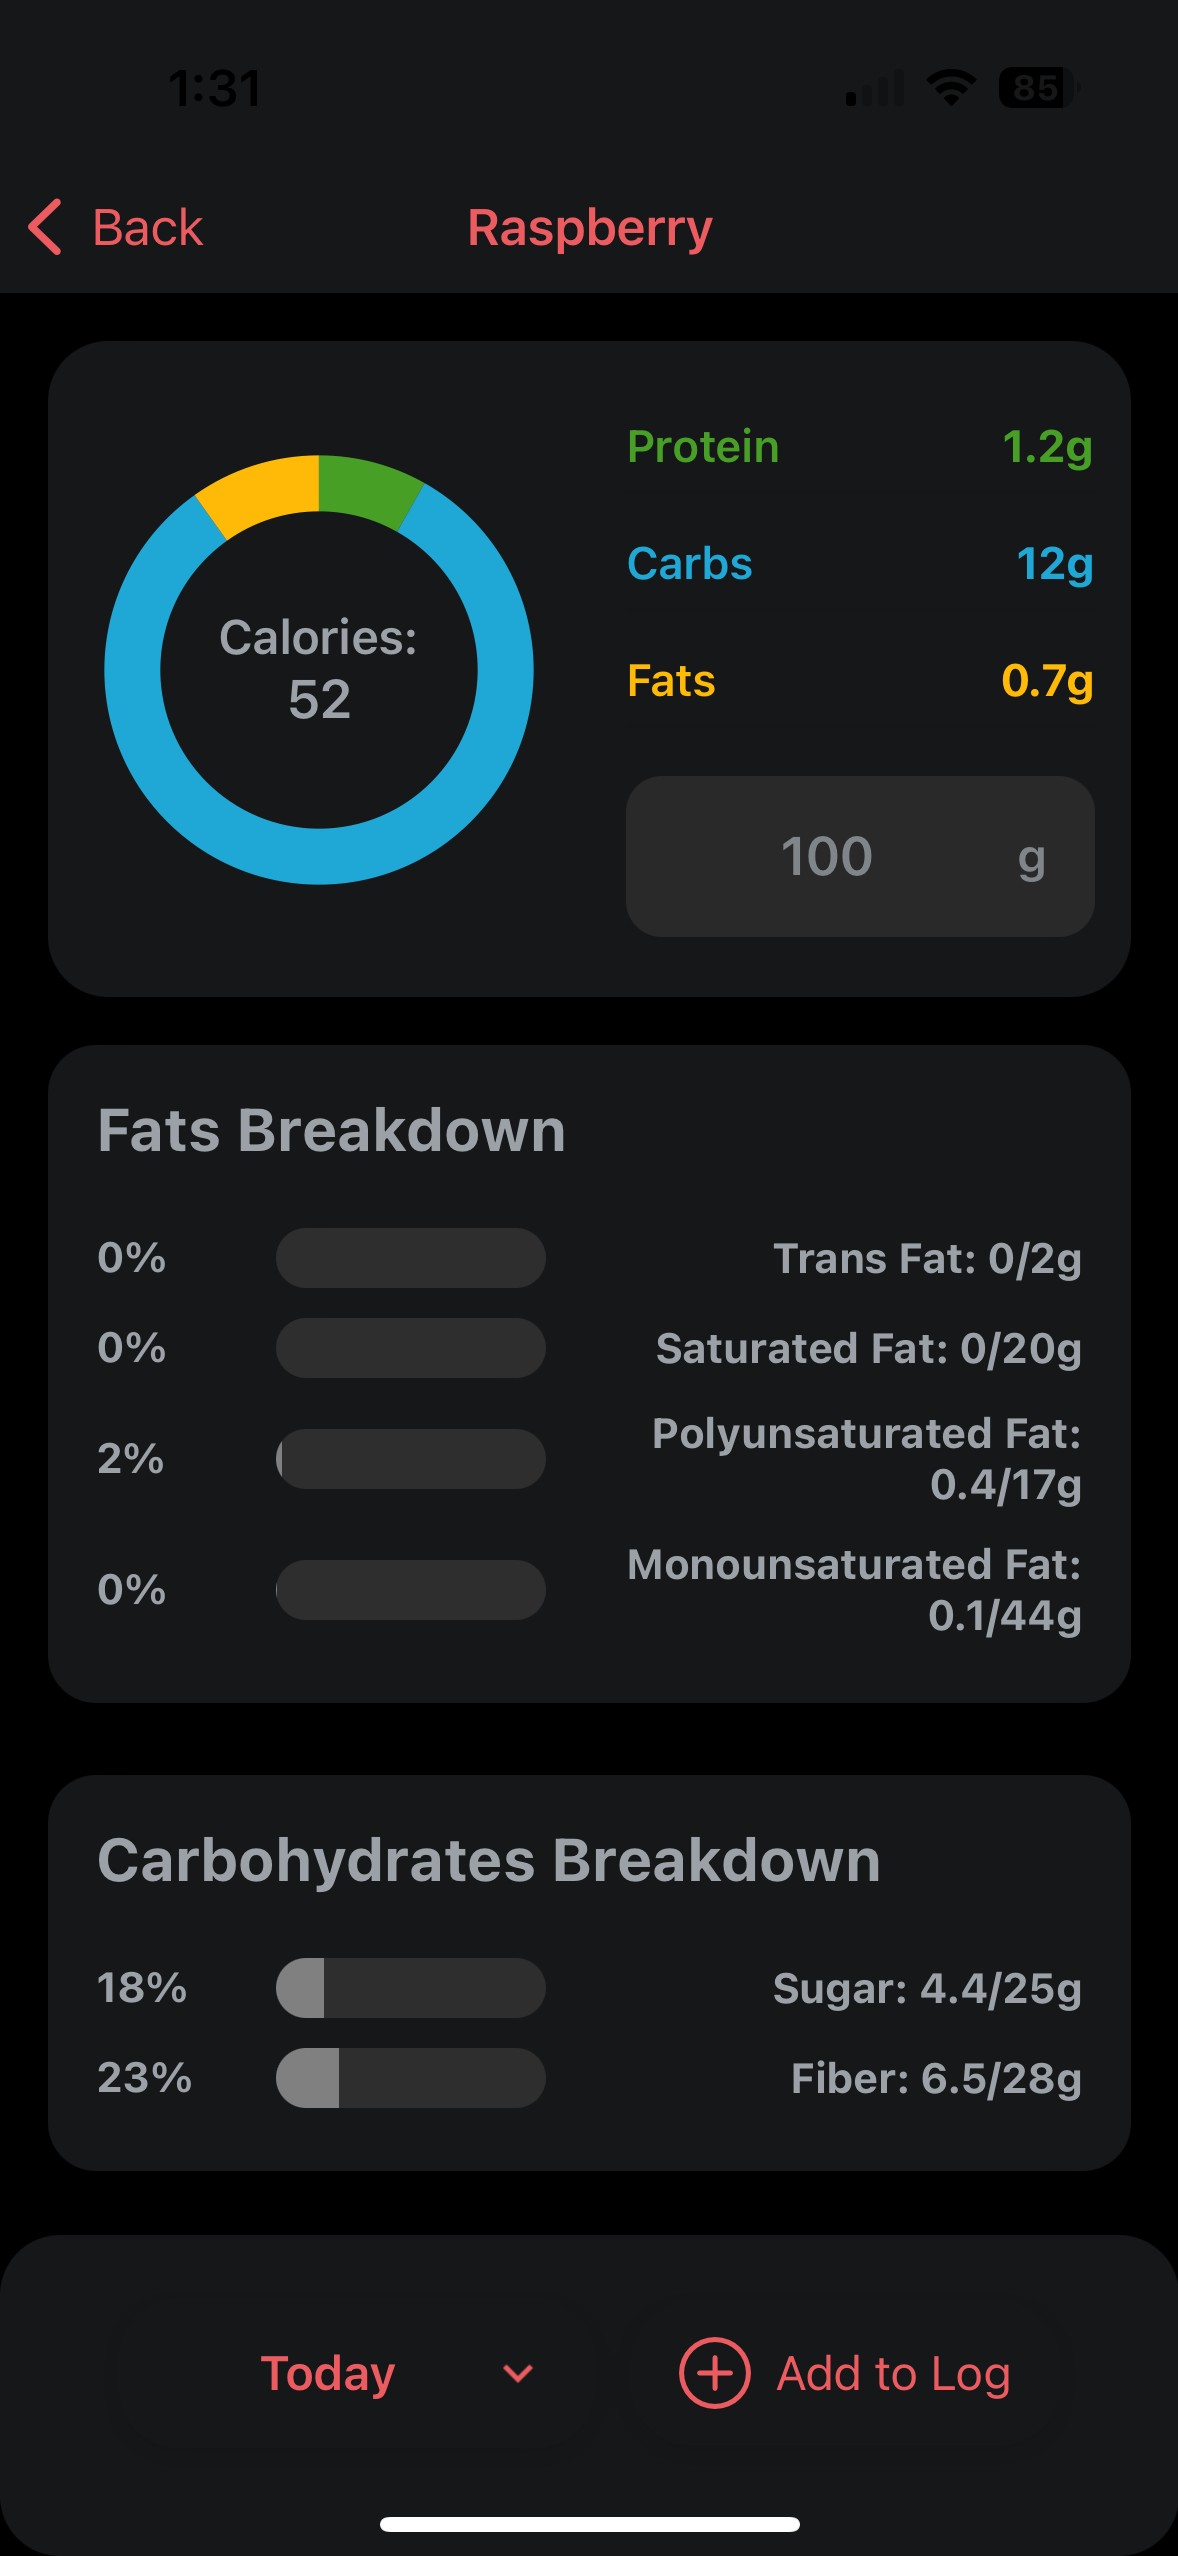 1:31
85
Back
Raspberry
Protein 1.2g
Carbs 12g
Fats 0.7g
Calories:
52
100 g
Fats Breakdown
0% Trans Fat: 0/2g
0% Saturated Fat: 0/20g
2% Polyunsaturated Fat:
0.4/17g
0% Monounsaturated Fat:
0.1/44g
Carbohydrates Breakdown
18% Sugar: 4.4/25g
23% Fiber: 6.5/28g
Today
Add to Log